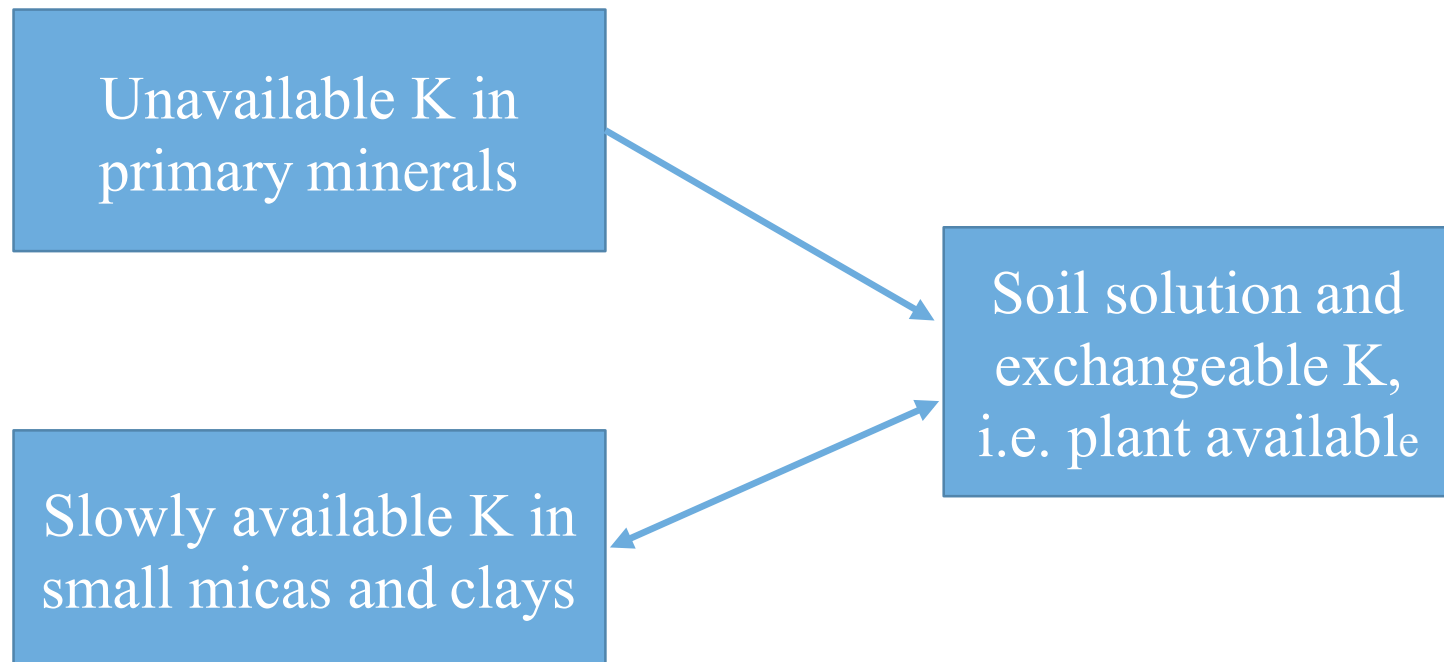 Unavailable K in
primary minerals
Soil solution and
exchangeable K,
i.e. plant available
Slowly available K in
small micas and clays